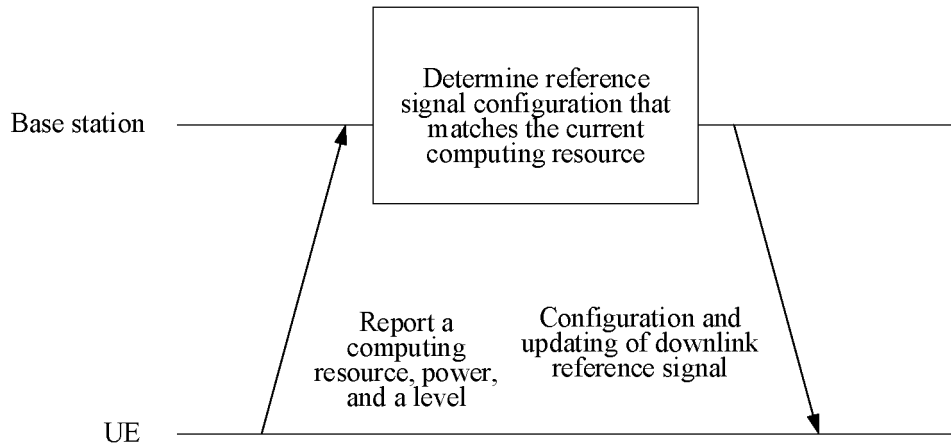 Determine reference
signal configuration that
matches the current
computing resource
Base station
Report a
computing
resource, power,
and a level
Configuration and
updating of downlink
reference signal
UE